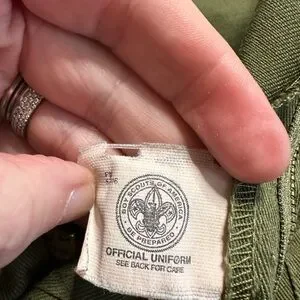 BOY SCOUTS OF AMERICA
BE PREPARED
OFFICIAL UNIFORM
SEE BACK FOR CARE